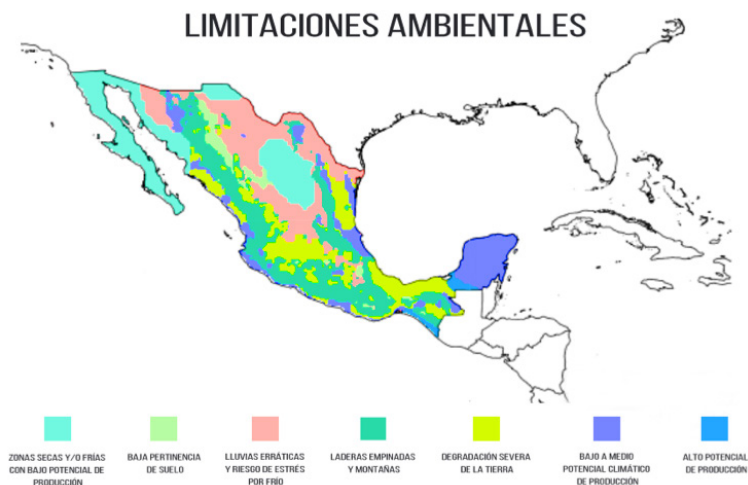 LIMITACIONES AMBIENTALES
ZONAS SECAS Y/O FRÍAS
CON BAJO POTENCIAL DE
PRODUCCIÓN
BAJA PERTINENCIA
DE SUELO
LLUVIAS ERRÁTICAS
Y RIESGO DE ESTRÉS
POR FRÍO
LADERAS EMPINADAS
Y MONTAÑAS
DEGRADACIÓN SEVERA
DE LA TIERRA
BAJO A MEDIO
POTENCIAL CLIMÁTICO
DE PRODUCCIÓN
ALTO POTENCIAL
DE PRODUCCIÓN